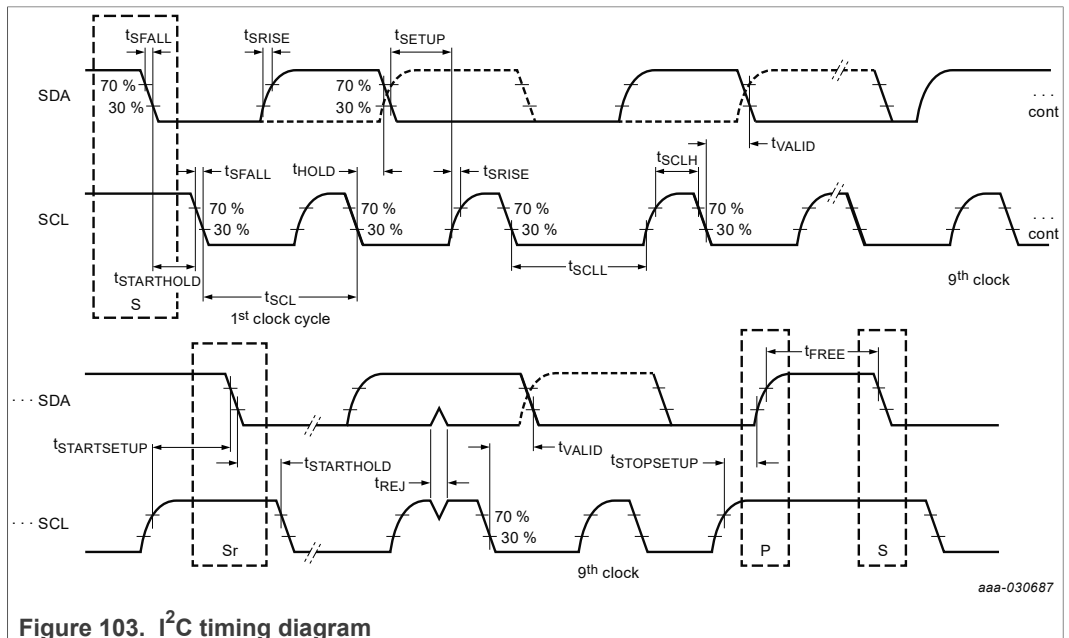 tSFALL tSRISE tSETUP
SDA 70 % 30 % 70 % 30 % ... cont
tVALID
tSFALL tHOLD tSRISE tSCLH
SCL 70 % 30 % 70 % 30 % 70 % 30 % 70 % 30 % ... cont
tSTARTHOLD tSCL tSCLL 9th clock
S 1st clock cycle
tFREE
... SDA
tSTARTSETUP tSTARTHOLD tVALID tSTOPSETUP
tREJ
... SCL 70 % 30 %
Sr 9th clock P S
aaa-030687
Figure 103. I2C timing diagram